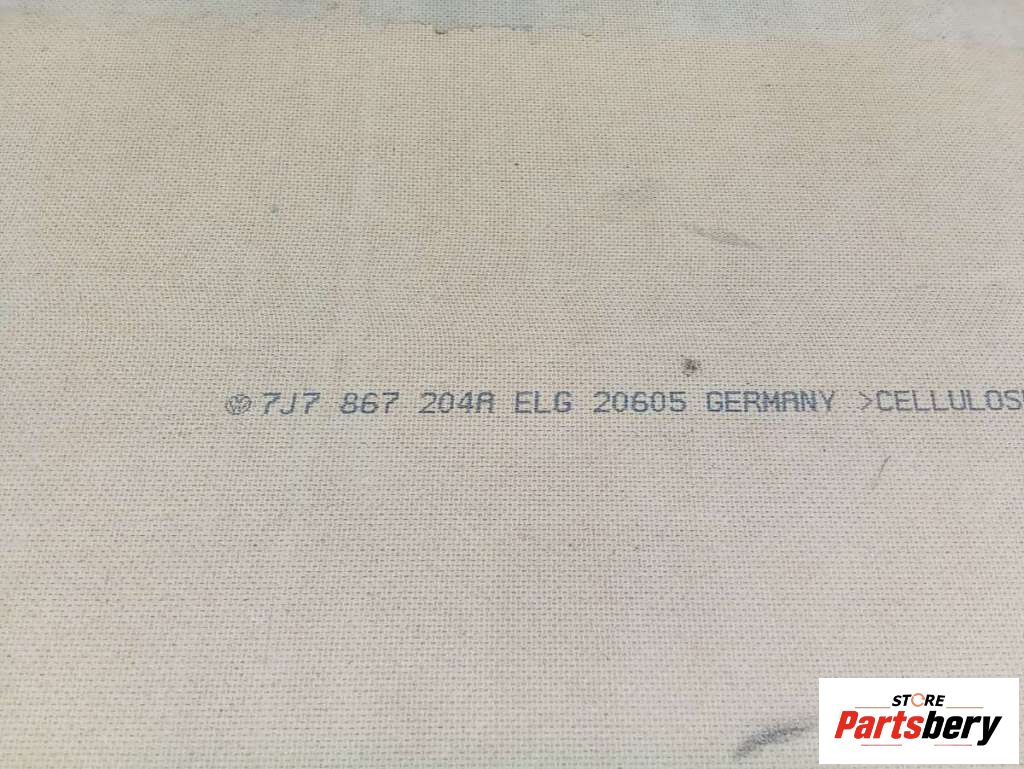 7J7 867 204A ELG 20605 GERMANY >CELLULOS
STORE
Partsbery